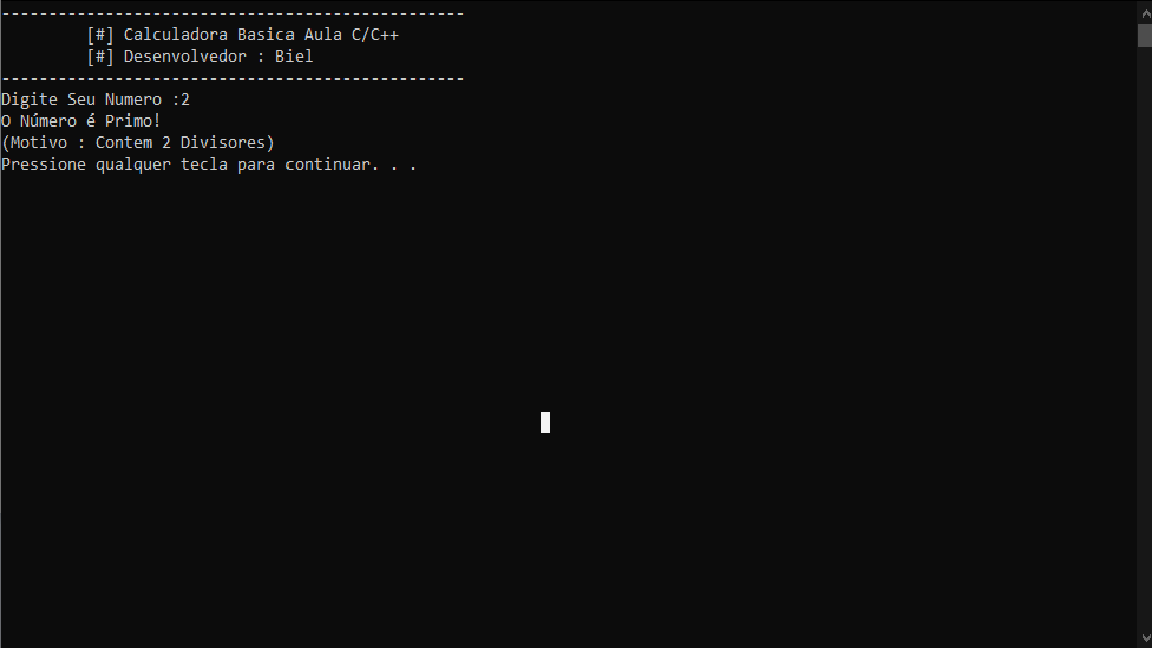 -------------------------------------------------
[#] Calculadora Basica Aula C/C++
[#] Desenvolvedor : Biel
-------------------------------------------------
Digite Seu Numero :2
O Número é Primo!
(Motivo : Contem 2 Divisores)
Pressione qualquer tecla para continuar. . .